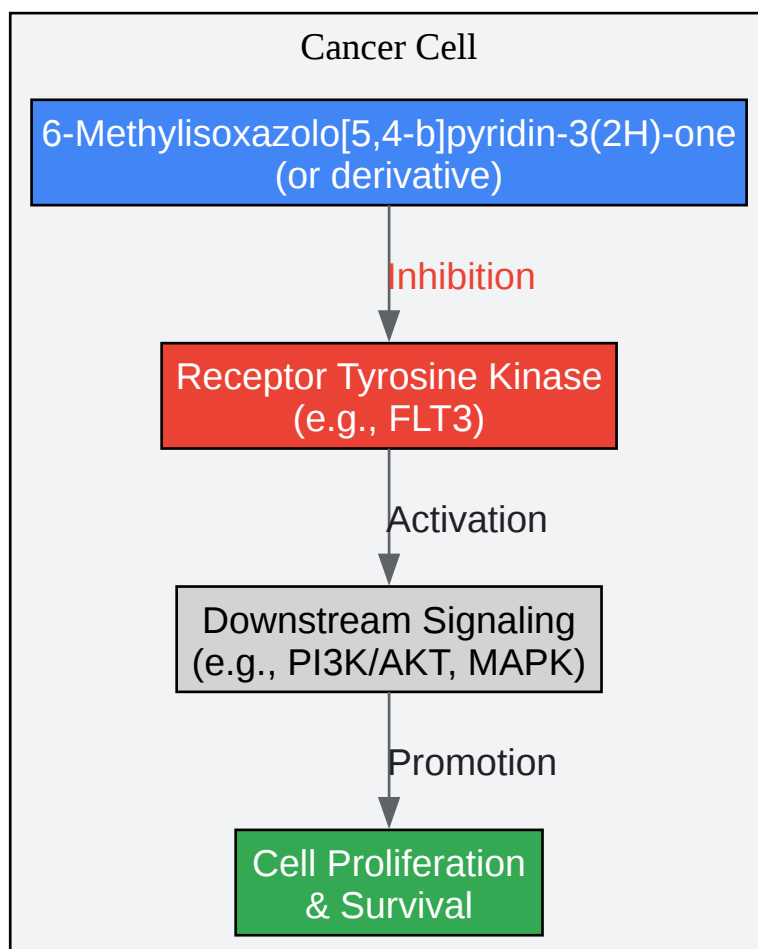 Cancer Cell
6-Methylisoxazolo[5,4-b]pyridin-3(2H)-one
(or derivative)
Inhibition
Receptor Tyrosine Kinase
(e.g., FLT3)
Activation
Downstream Signaling
(e.g., PI3K/AKT, MAPK)
Promotion
Cell Proliferation
& Survival